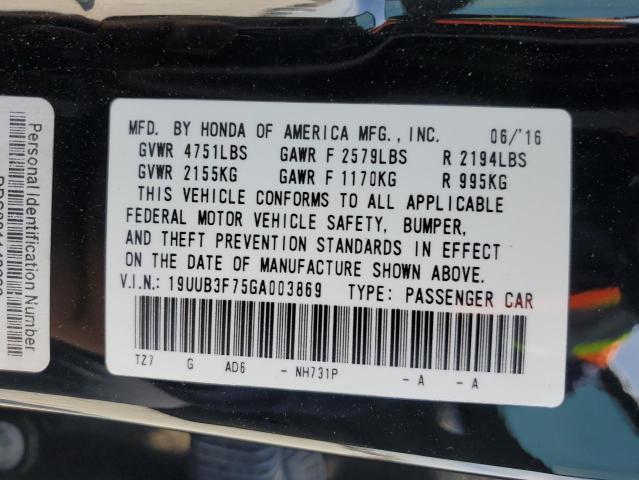 MFD. BY HONDA OF AMERICA MFG., INC. 06/'16
GVWR 4751LBS GAWR F 2579LBS R 2194LBS
GVWR 2155KG GAWR F 1170KG R 995KG
THIS VEHICLE CONFORMS TO ALL APPLICABLE
FEDERAL MOTOR VEHICLE SAFETY, BUMPER,
AND THEFT PREVENTION STANDARDS IN EFFECT
ON THE DATE OF MANUFACTURE SHOWN ABOVE.
V.I.N.: 19UUB3F75GA003869 TYPE: PASSENGER CAR
TZ7 G AD6 - NH731P - A - A
Personal Identification Number